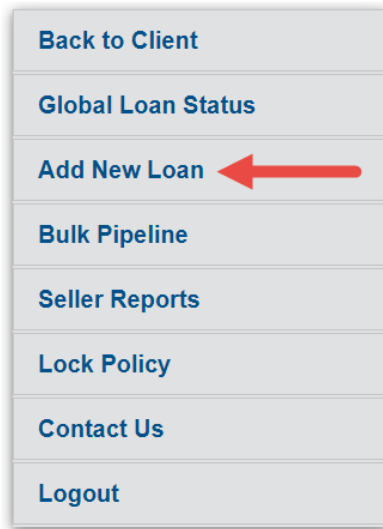 Back to Client
Global Loan Status
Add New Loan
Bulk Pipeline
Seller Reports
Lock Policy
Contact Us
Logout